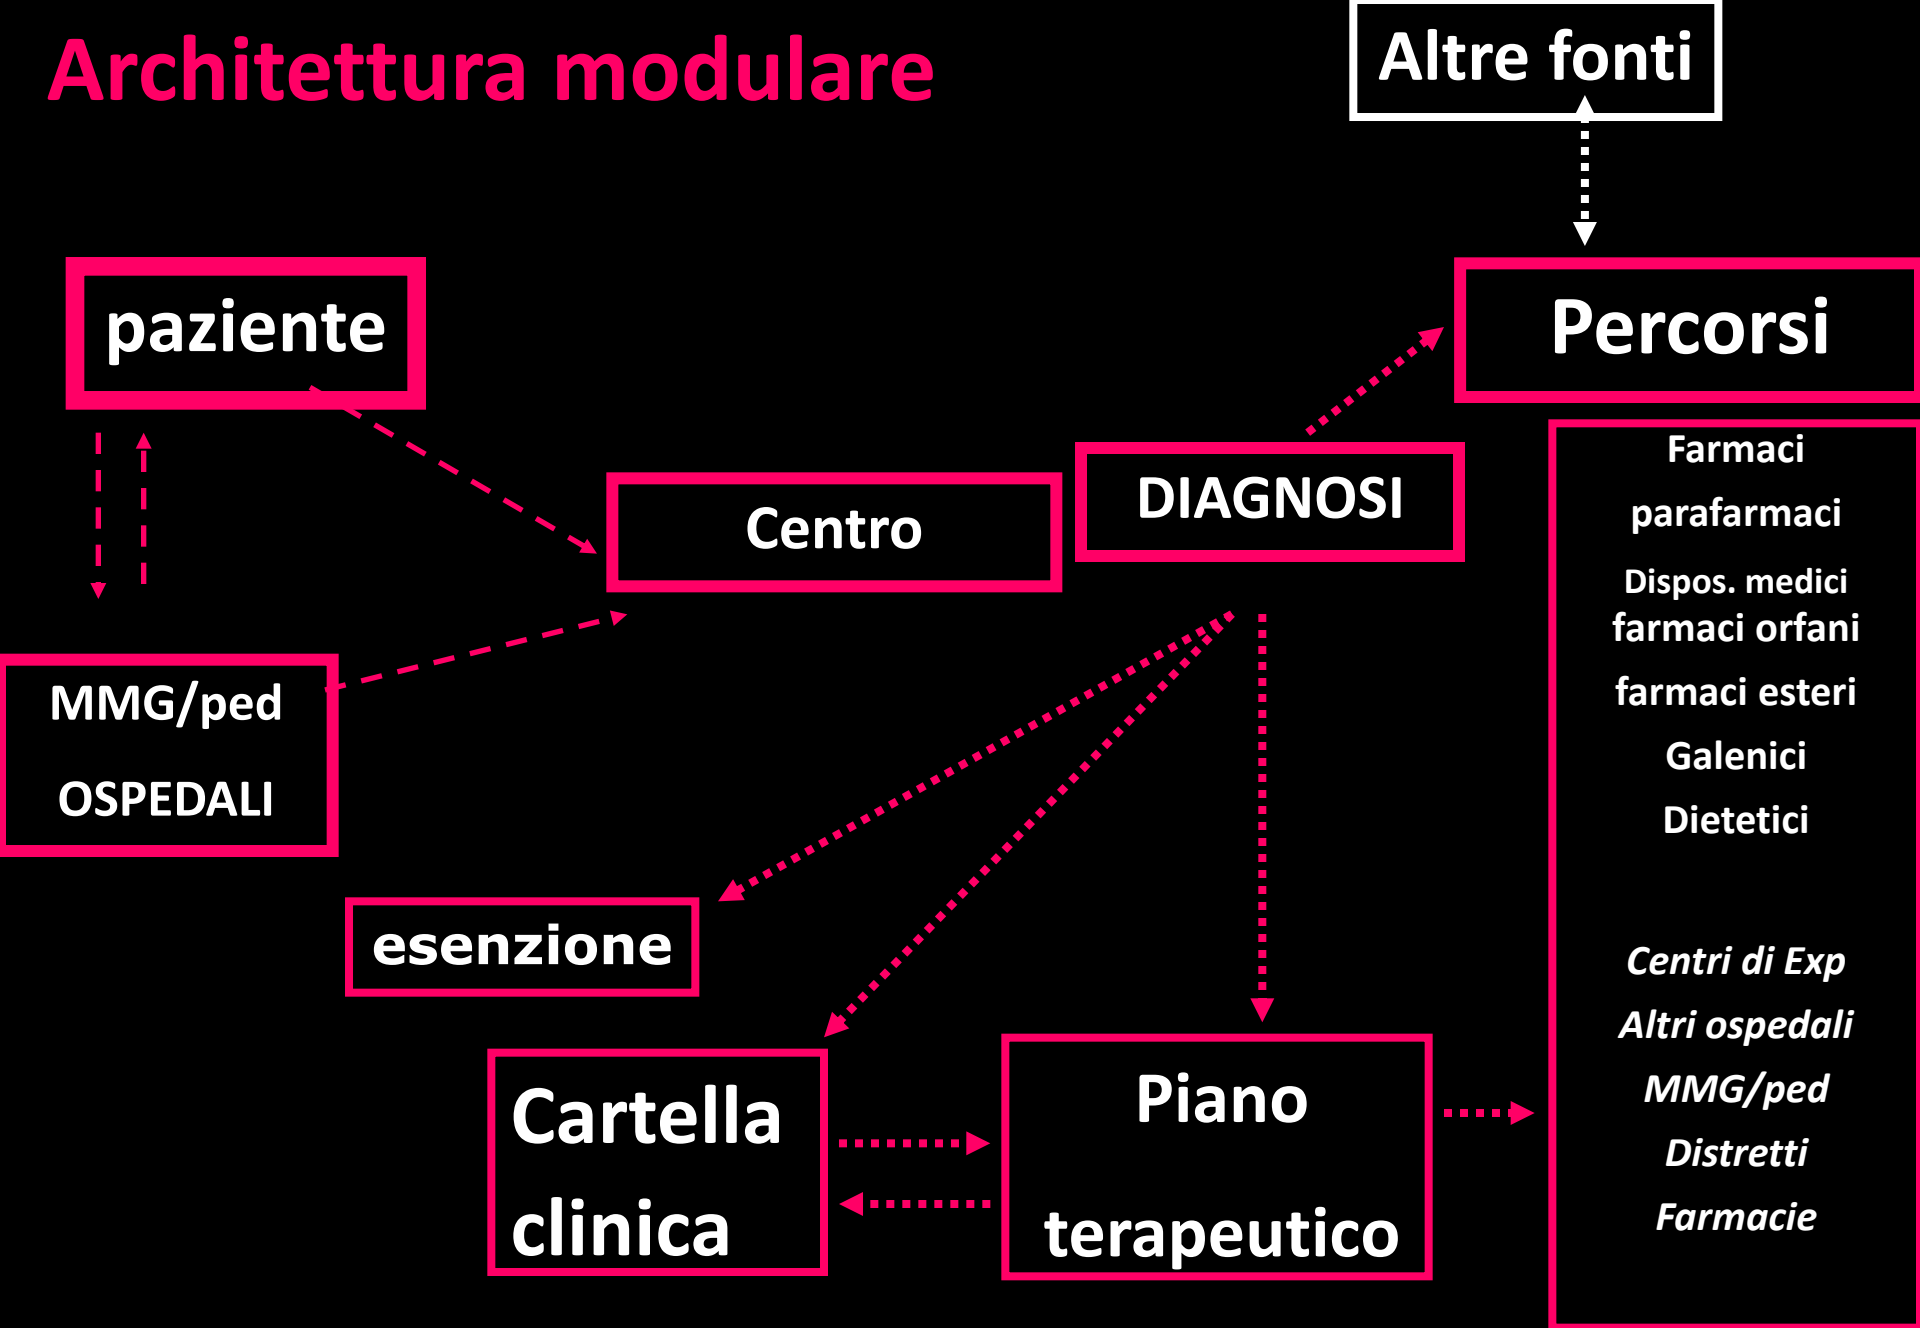 Architettura modulare
Altre fonti
paziente
Percorsi
Centro
DIAGNOSI
MMG/ped
OSPEDALI
esenzione
Cartella
clinica
Piano
terapeutico
Farmaci
parafarmaci
Dispos. medici
farmaci orfani
farmaci esteri
Galenici
Dietetici
Centri di Exp
Altri ospedali
MMG/ped
Distretti
Farmacie